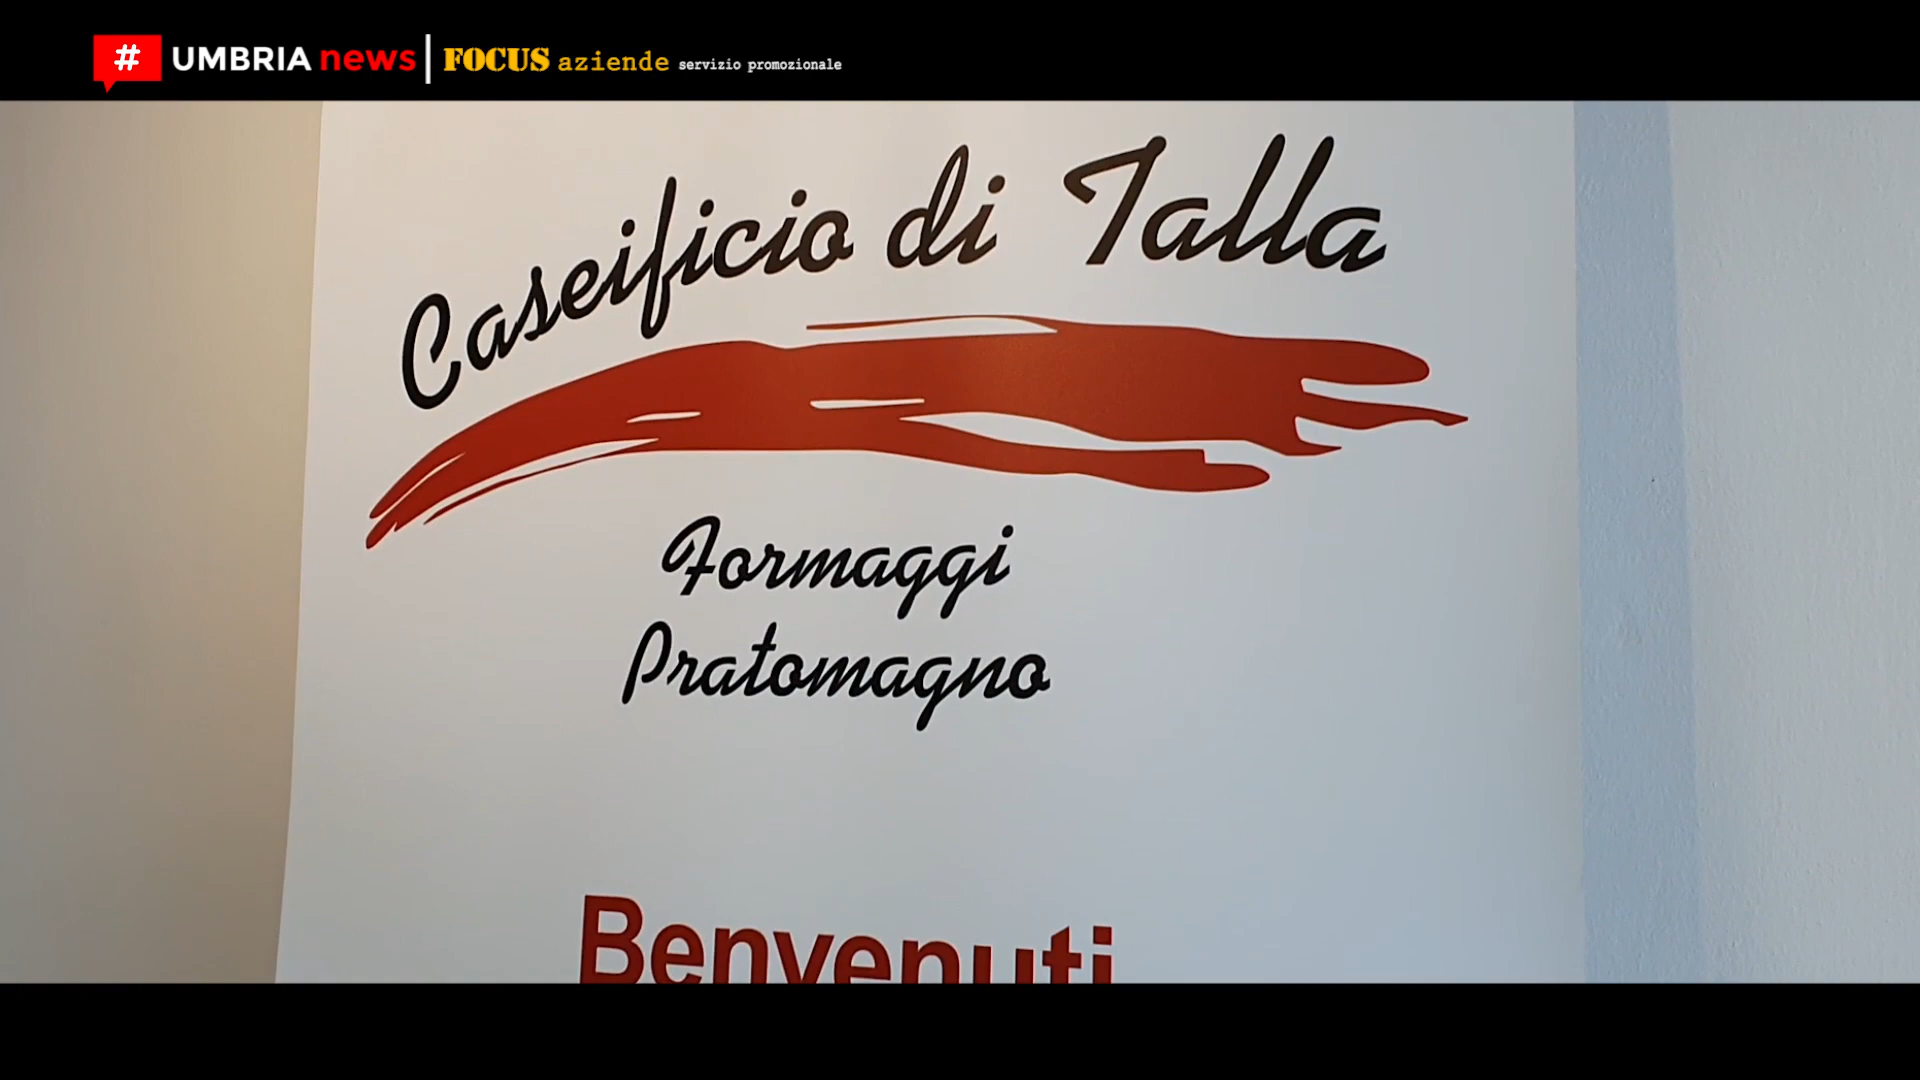 # UMBRIA news FOCUS aziende servizio promozionale
Caseificio di Talla
Formaggi
Pratomagno
Benvenuti